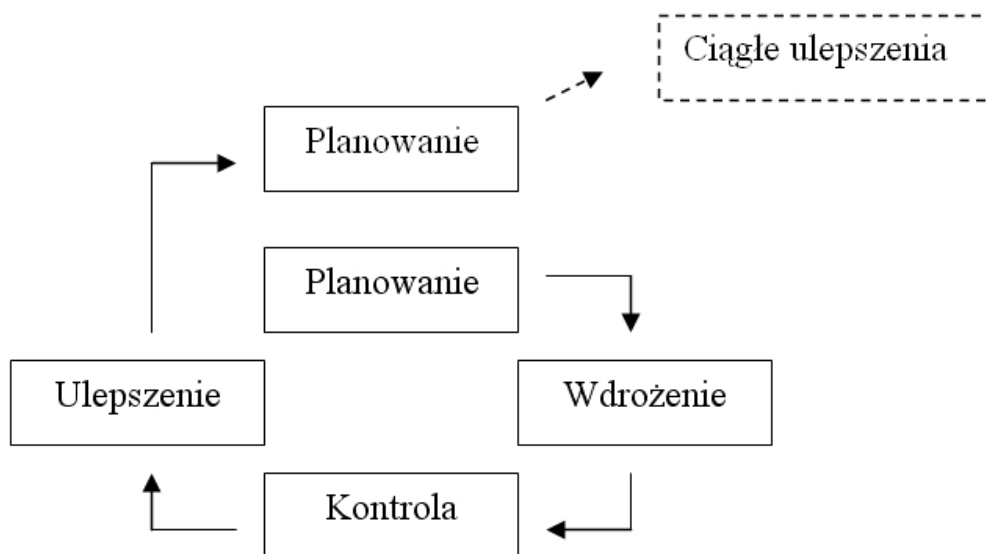 Ciągłe ulepszenia
Planowanie
Planowanie
Ulepszenie
Wdrożenie
Kontrola